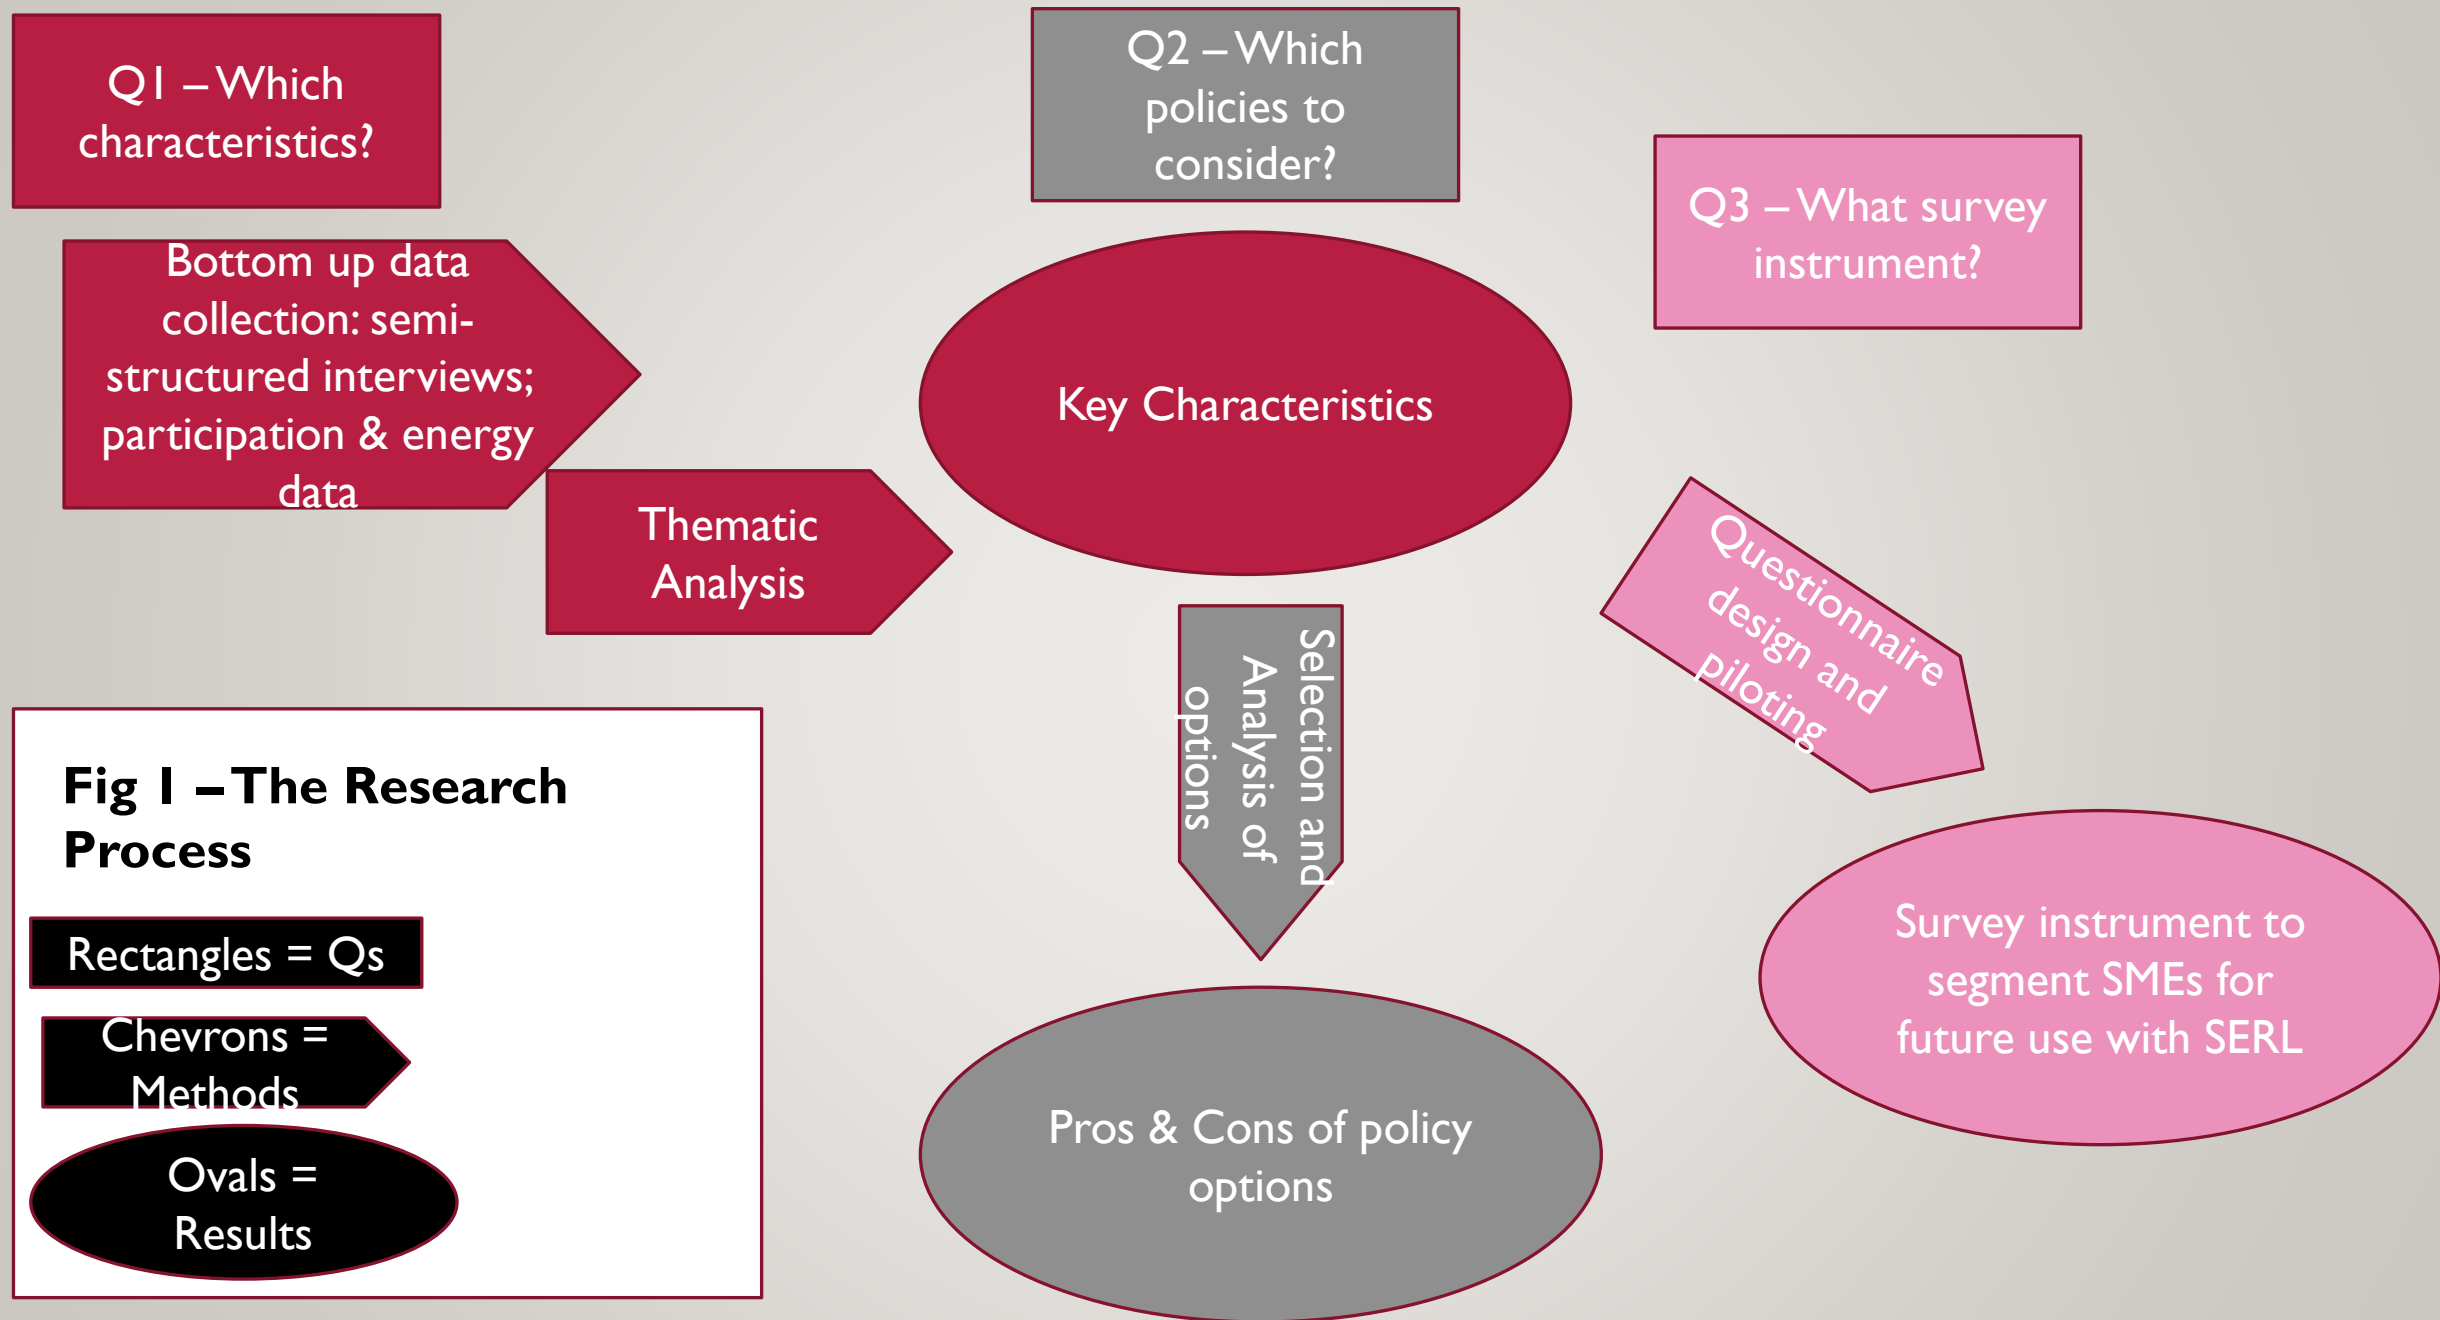 Q1 – Which
characteristics?
Bottom up data
collection: semi-
structured interviews;
participation & energy
data
Thematic
Analysis
Q2 – Which
policies to
consider?
Key Characteristics
Selection and
Analysis of
options
Pros & Cons of policy
options
Q3 – What survey
instrument?
Questionnaire
design and
piloting
Survey instrument to
segment SMEs for
future use with SERL
Fig 1 – The Research
Process
Rectangles = Qs
Chevrons =
Methods
Ovals =
Results